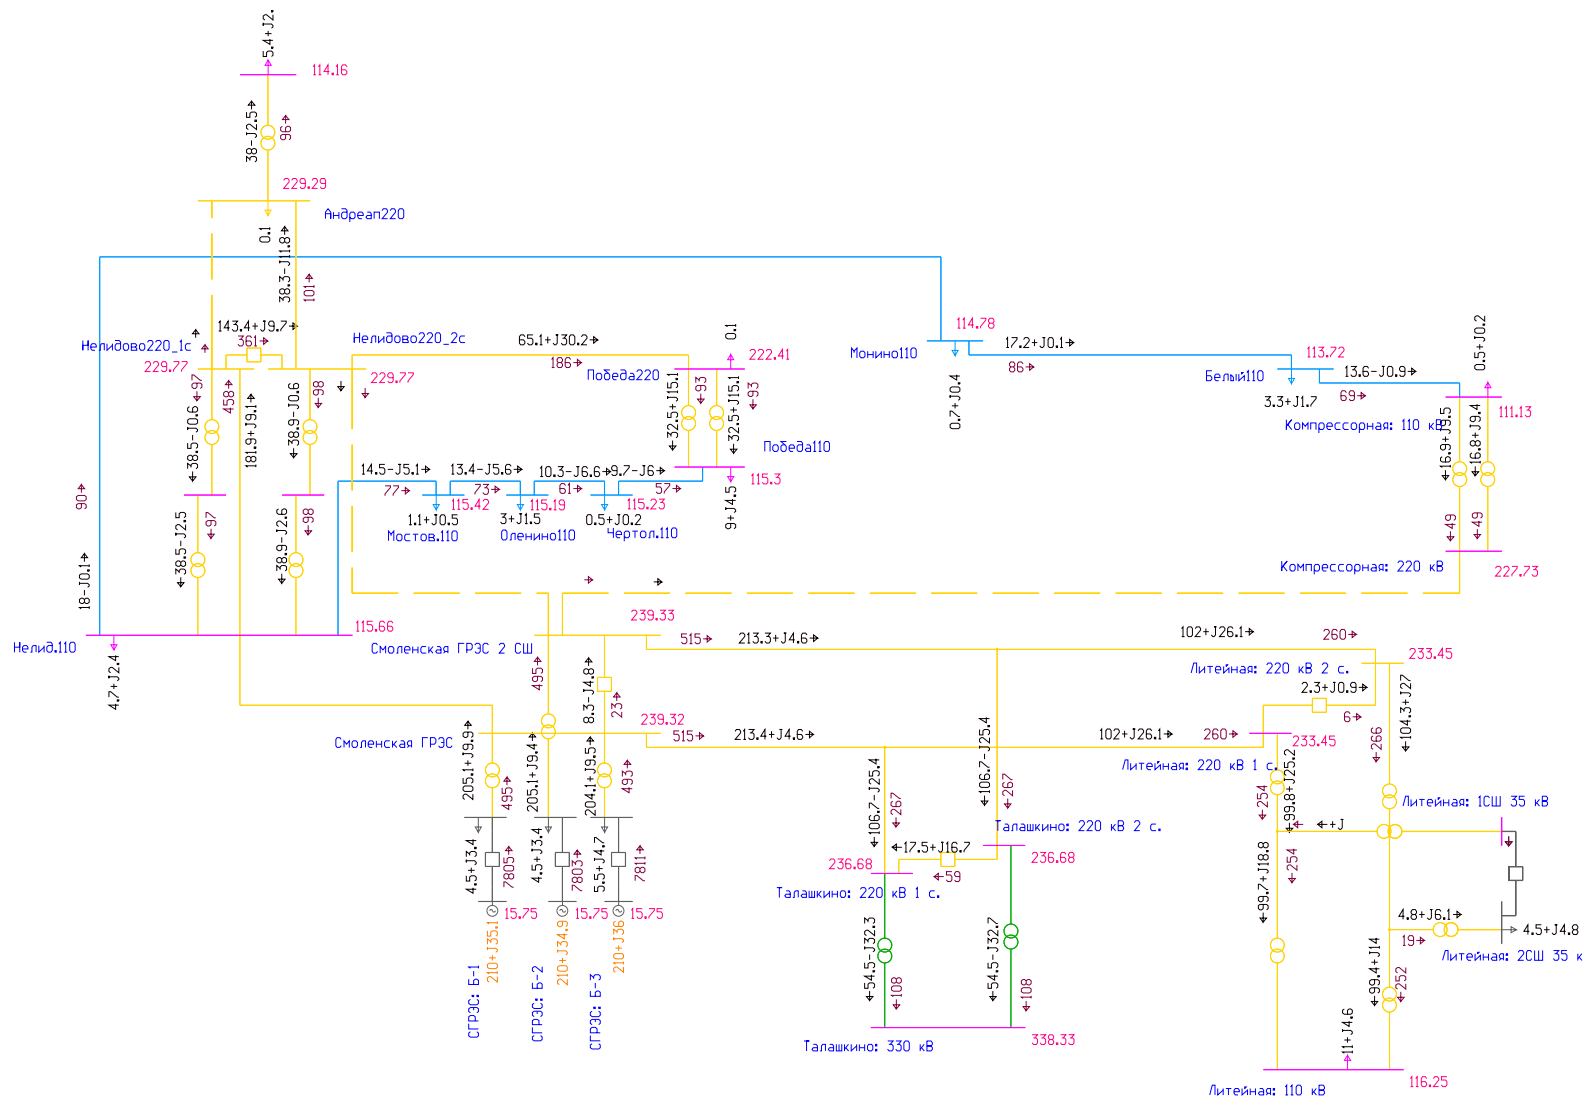 5.4+J2.
114.16
38-J2.5
96
229.29
Андреап220
0.1
38.3-J11.8
101
143.4+J9.7
361
Нелидово220_1с
229.77
Нелидово220_2с
229.77
65.1+J30.2
186
0.1
222.41
Победа220
97
458
98
38.5-J0.6
181.9+J9.1
38.9-J0.6
32.5+J15.1
93
32.5+J15.1
93
Победа110
115.3
9+J4.5
14.5-J5.1
77
13.4-J5.6
73
10.3-J6.6
61
9.7-J6
57
115.42
115.19
115.23
1.1+J0.5
3+J1.5
0.5+J0.2
Мостов.110
Оленино110
Чертол.110
114.78
Монино110
0.7+J0.4
17.2+J0.1
86
113.72
Белый110
3.3+J1.7
13.6-J0.9
69
0.5+J0.2
111.13
Компрессорная: 110 кВ
16.9+J9.5
16.8+J9.4
49
49
Компрессорная: 220 кВ
227.73
90
18-J0.1
38.5-J2.5
97
38.9-J2.6
98
115.66
Нелид.110
4.7+J2.4
239.33
Смоленская ГРЭС 2 СШ
515
213.3+J4.6
102+J26.1
260
233.45
Литейная: 220 кВ 2 с.
495
8.3-J4.8
23
239.32
Смоленская ГРЭС
515
213.4+J4.6
102+J26.1
260
233.45
Литейная: 220 кВ 1 с.
2.3+J0.9
6
104.3+J27
266
205.1+J9.9
495
205.1+J9.4
204.1+J9.5
493
106.7-J25.4
267
106.7-J25.4
267
254
99.8+J25.2
Литейная: 1СШ 35 кВ
+J
254
99.7+J18.8
Талашкино: 220 кВ 2 с.
236.68
17.5+J16.7
59
236.68
Талашкино: 220 кВ 1 с.
4.5+J3.4
7805
4.5+J3.4
7803
5.5+J4.7
7811
15.75
15.75
15.75
210+J35.1
210+J34.9
210+J36
СГРЭС: Б-1
СГРЭС: Б-2
СГРЭС: Б-3
54.5-J32.3
108
54.5-J32.7
108
338.33
Талашкино: 330 кВ
4.8+J6.1
19
4.5+J4.8
Литейная: 2СШ 35 к
99.4+J14
252
11+J4.6
116.25
Литейная: 110 кВ